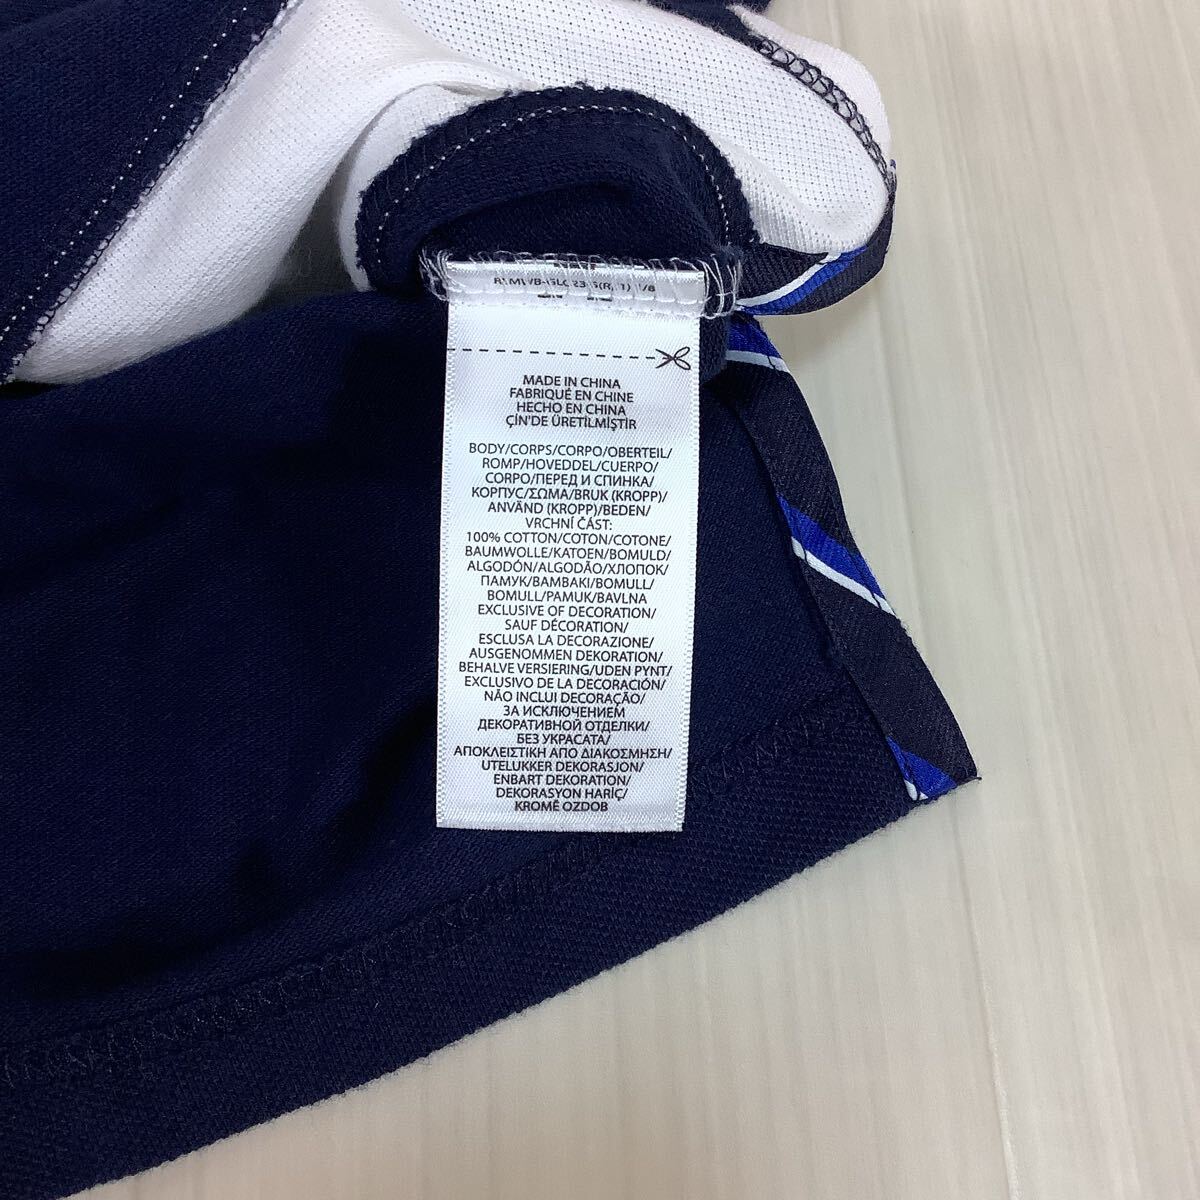 MADE IN CHINA
FABRIQUÉ EN CHINE
HECHO EN CHINA
ÇİN'DE ÜRETİLMİŞTİR
BODY/CORPS/CORPO/OBERTEIL/
ROMP/HOVEDDEL/CUERPO/
CORPO/ПЕРЕД И СПИНКА/
КОРПУС/ΣΩΜΑ/BRUK (KROPP)/
ANVÄND (KROPP)/BEDEN/
VRCHNÍ ČÁST:
100% COTTON/COTON/COTONE/
BAUMWOLLE/KATOEN/BOMULD/
ALGODÓN/ALGODÃO/ХЛОПОК/
ПАМУК/ΒΑΜΒΑΚΙ/BOMULL/
BOMULL/PAMUK/BAVLNA
EXCLUSIVE OF DECORATION/
SAUF DÉCORATION/
ESCLUSA LA DECORAZIONE/
AUSGENOMMEN DEKORATION/
BEHALVE VERSIERING/UDEN PYNT/
EXCLUSIVO DE LA DECORACIÓN/
NÃO INCLUI DECORAÇÃO/
ЗА ИСКЛЮЧЕНИЕМ
ДЕКОРАТИВНОЙ ОТДЕЛКИ/
БЕЗ УКРАСАТА/
ΑΠΟΚΛΕΙΣΤΙΚΗ ΑΠΟ ΔΙΑΚΟΣΜΗΣΗ/
UTELUKKER DEKORASJON/
ENBART DEKORATION/
DEKORASYON HARİÇ/
KROMĚ OZDOB